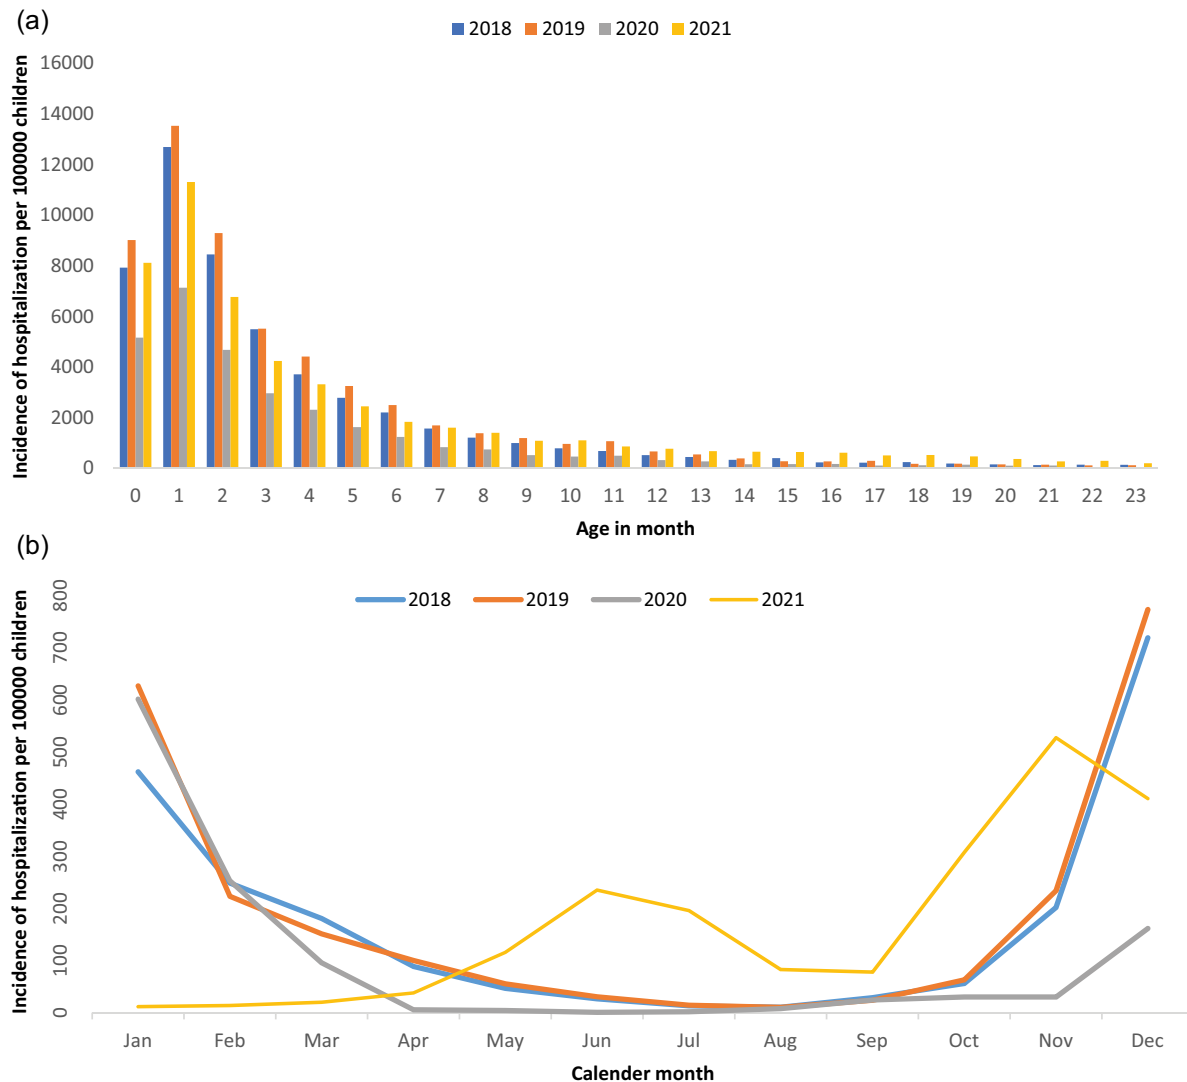 (a)
2018 2019 2020 2021
Incidence of hospitalization per 100000 children
16000
14000
12000
10000
8000
6000
4000
2000
0
0 1 2 3 4 5 6 7 8 9 10 11 12 13 14 15 16 17 18 19 20 21 22 23
Age in month
(b)
2018 2019 2020 2021
Incidence of hospitalization per 100000 children
800
700
600
500
400
300
200
100
0
Jan Feb Mar Apr May Jun Jul Aug Sep Oct Nov Dec
Calender month